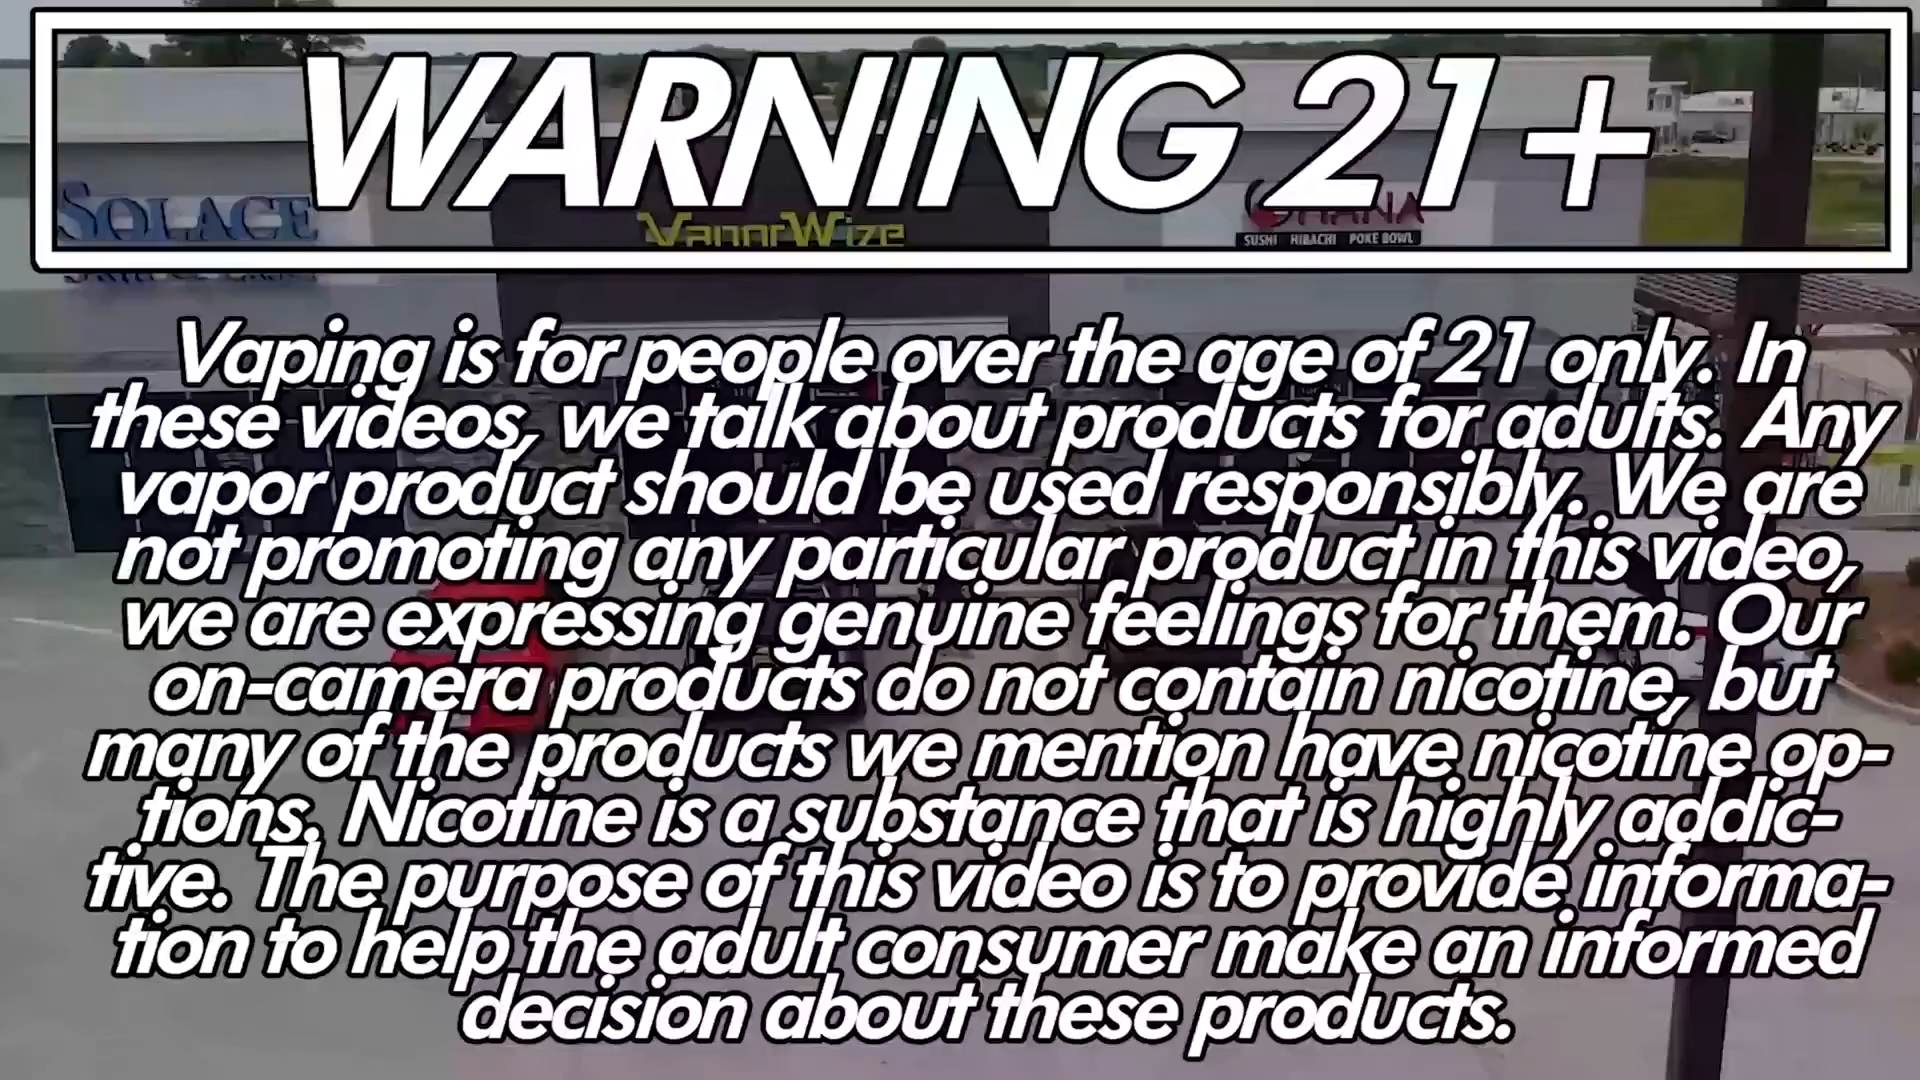 WARNING 21+
SOLACE
VaporWize
OHANA
SUSHI HIBACHI POKE BOWL
Vaping is for people over the age of 21 only. In
these videos, we talk about products for adults. Any
vapor product should be used responsibly. We are
not promoting any particular product in this video,
we are expressing genuine feelings for them. Our
on-camera products do not contain nicotine, but
many of the products we mention have nicotine op-
tions. Nicotine is a substance that is highly addic-
tive. The purpose of this video is to provide informa-
tion to help the adult consumer make an informed
decision about these products.